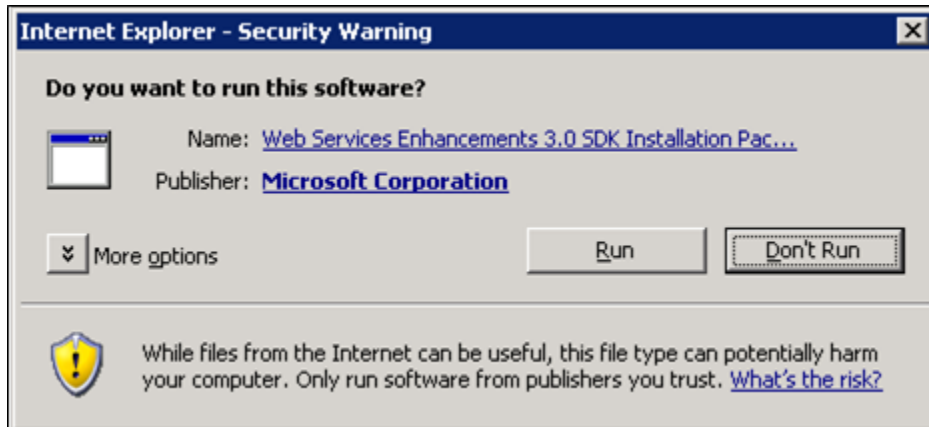 Internet Explorer - Security Warning
Do you want to run this software?
Name: Web Services Enhancements 3.0 SDK Installation Pac...
Publisher: Microsoft Corporation
More options Run Don't Run
While files from the Internet can be useful, this file type can potentially harm
your computer. Only run software from publishers you trust. What's the risk?